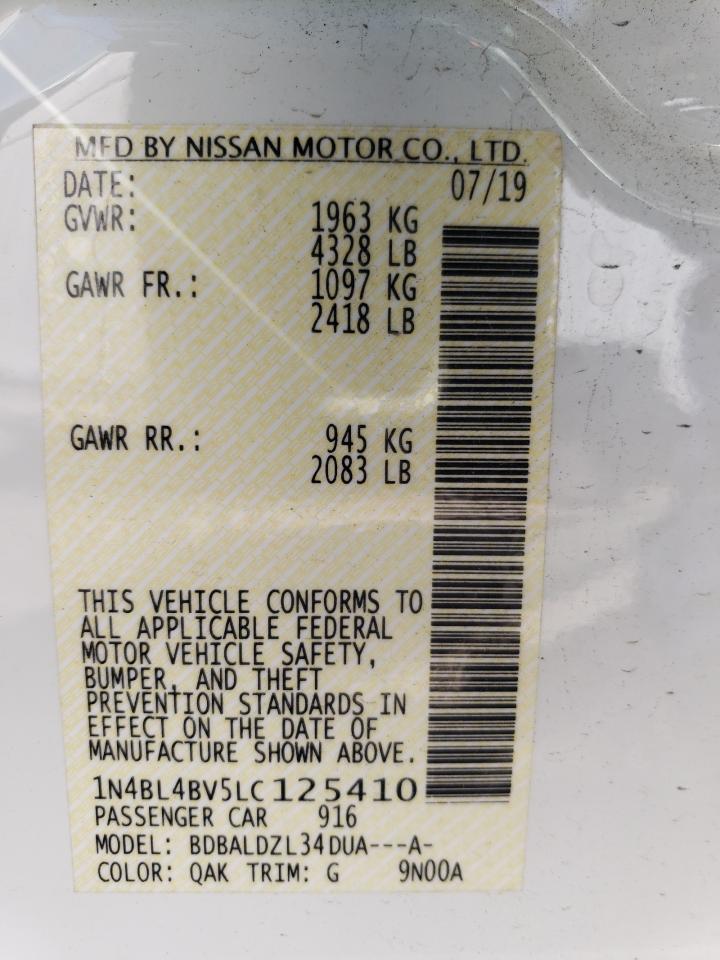 MFD BY NISSAN MOTOR CO., LTD.
DATE: 07/19
GVWR: 1963 KG
4328 LB
GAWR FR.: 1097 KG
2418 LB
GAWR RR.: 945 KG
2083 LB
THIS VEHICLE CONFORMS TO
ALL APPLICABLE FEDERAL
MOTOR VEHICLE SAFETY,
BUMPER, AND THEFT
PREVENTION STANDARDS IN
EFFECT ON THE DATE OF
MANUFACTURE SHOWN ABOVE.
1N4BL4BV5LC125410
PASSENGER CAR 916
MODEL: BDBALDZL34DUA---A-
COLOR: QAK TRIM: G 9N00A